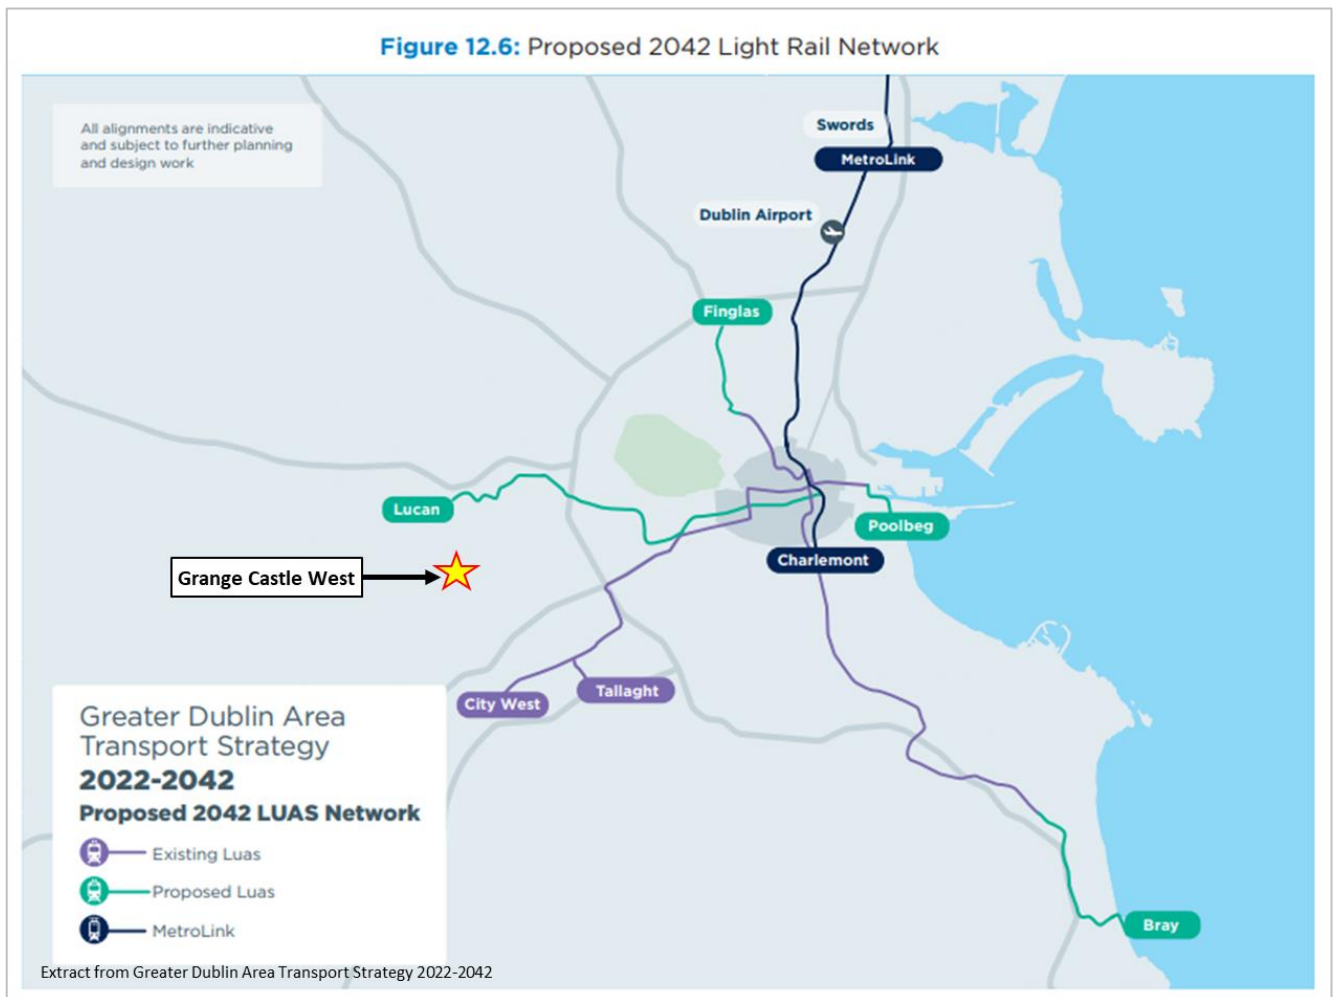 Figure 12.6: Proposed 2042 Light Rail Network
All alignments are indicative
and subject to further planning
and design work
Swords
MetroLink
Dublin Airport
Finglas
Lucan
Poolbeg
Charlemont
Grange Castle West
Tallaght
City West
Greater Dublin Area
Transport Strategy
2022-2042
Proposed 2042 LUAS Network
Existing Luas
Proposed Luas
MetroLink
Bray
Extract from Greater Dublin Area Transport Strategy 2022-2042